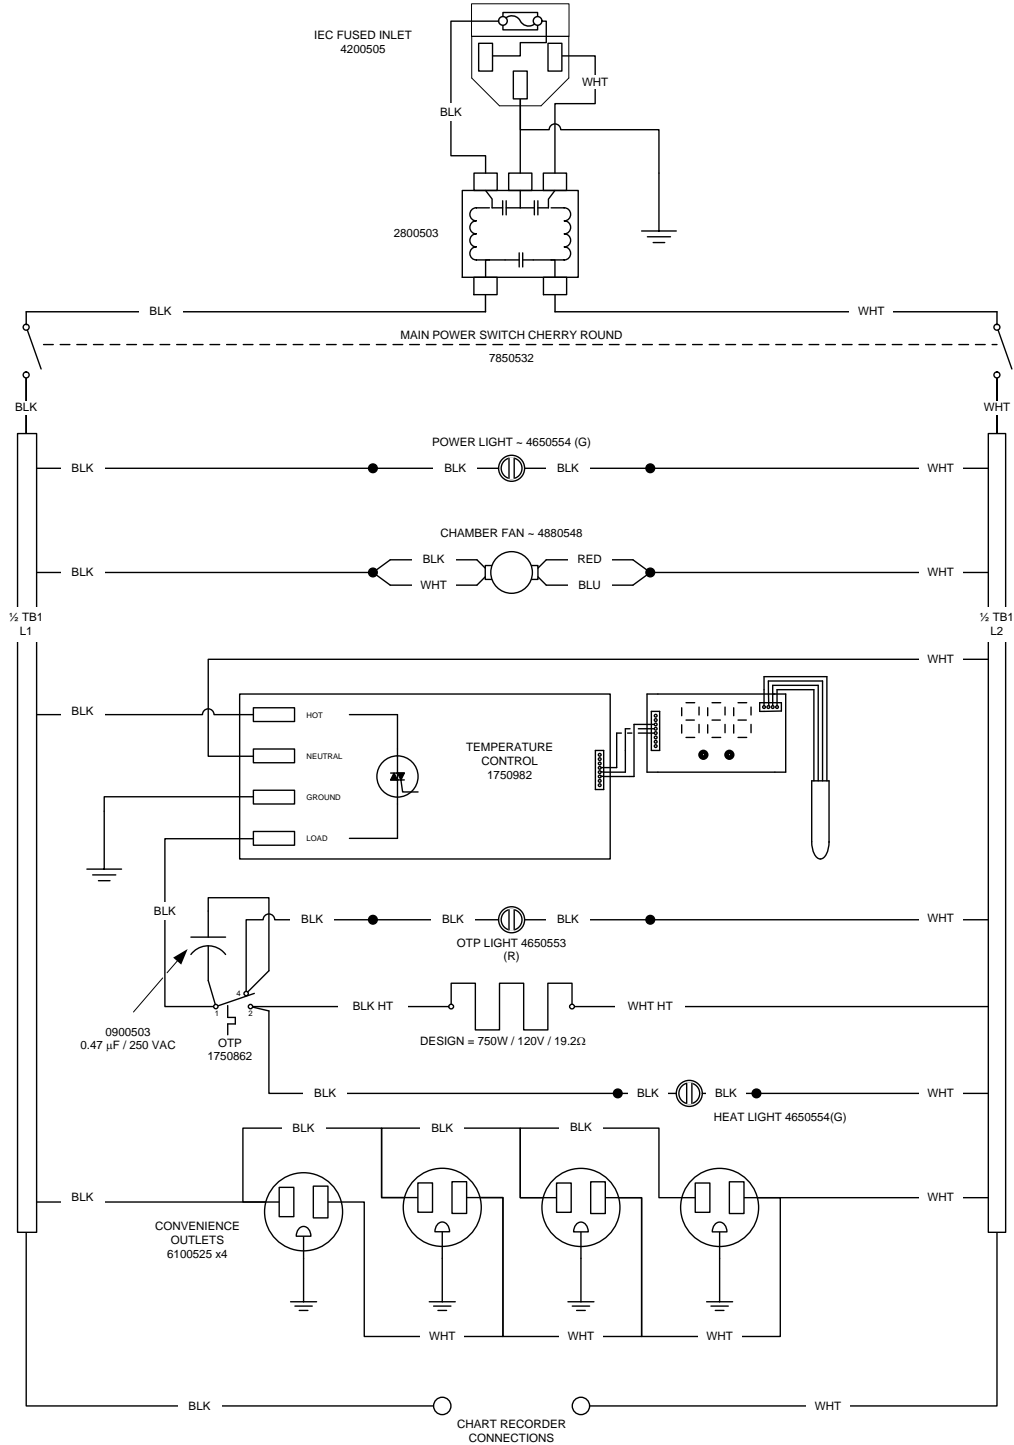 IEC FUSED INLET
4200505
WHT
BLK
2800503
BLK
WHT
MAIN POWER SWITCH CHERRY ROUND
7850532
BLK
WHT
POWER LIGHT ~ 4650554 (G)
BLK
BLK
BLK
WHT
CHAMBER FAN ~ 4880548
BLK
BLK
RED
WHT
WHT
BLU
½ TB1
L1
½ TB1
L2
WHT
BLK
HOT
NEUTRAL
GROUND
LOAD
TEMPERATURE
CONTROL
1750982
BLK
BLK
BLK
BLK
WHT
OTP LIGHT 4650553
(R)
4
1
2
BLK HT
WHT HT
0900503
0.47 µF / 250 VAC
OTP
1750862
DESIGN = 750W / 120V / 19.2Ω
BLK
BLK
BLK
WHT
HEAT LIGHT 4650554(G)
BLK
BLK
BLK
BLK
WHT
CONVENIENCE
OUTLETS
6100525 x4
WHT
WHT
WHT
BLK
WHT
CHART RECORDER
CONNECTIONS